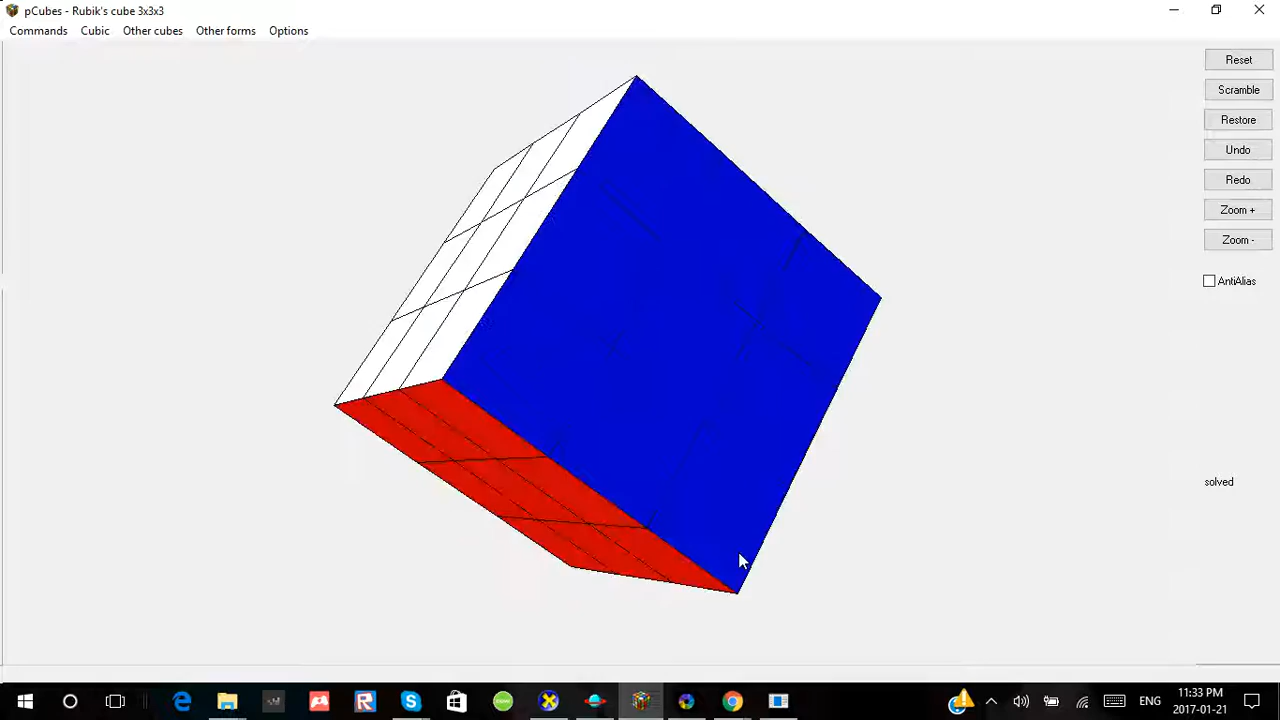 pCubes - Rubik's cube 3x3x3
Commands Cubic Other cubes Other forms Options
Reset
Scramble
Restore
Undo
Redo
Zoom +
Zoom -
AntiAlias
solved
ENG
11:33 PM
2017-01-21